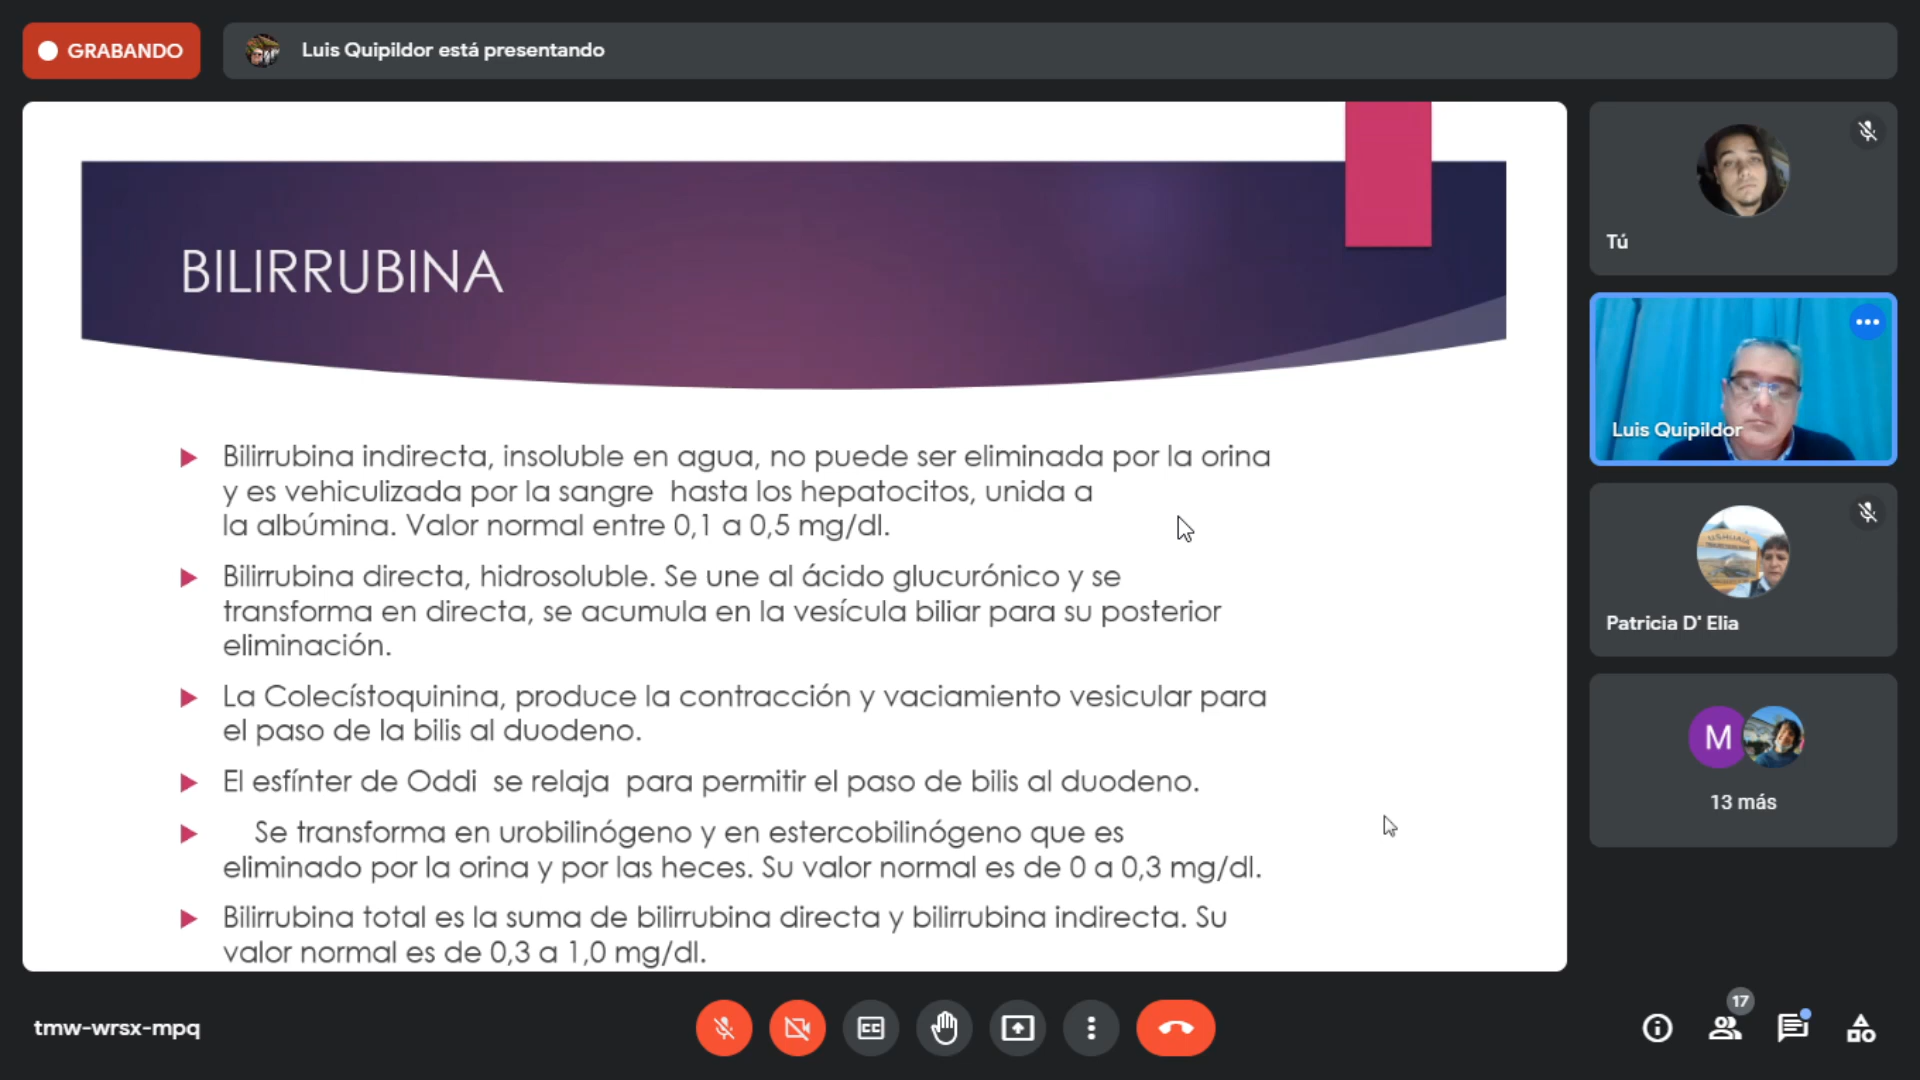 GRABANDO
Luis Quipildor está presentando
BILIRRUBINA
Bilirrubina indirecta, insoluble en agua, no puede ser eliminada por la orina
y es vehiculizada por la sangre hasta los hepatocitos, unida a
la albúmina. Valor normal entre 0,1 a 0,5 mg/dl.
Bilirrubina directa, hidrosoluble. Se une al ácido glucurónico y se
transforma en directa, se acumula en la vesícula biliar para su posterior
eliminación.
La Colecístoquinina, produce la contracción y vaciamiento vesicular para
el paso de la bilis al duodeno.
El esfínter de Oddi se relaja para permitir el paso de bilis al duodeno.
Se transforma en urobilinógeno y en estercobilinógeno que es
eliminado por la orina y por las heces. Su valor normal es de 0 a 0,3 mg/dl.
Bilirrubina total es la suma de bilirrubina directa y bilirrubina indirecta. Su
valor normal es de 0,3 a 1,0 mg/dl.
Tú
Luis Quipildor
USHUAIA
Patricia D' Elia
M
13 más
tmw-wrsx-mpq
CC
17